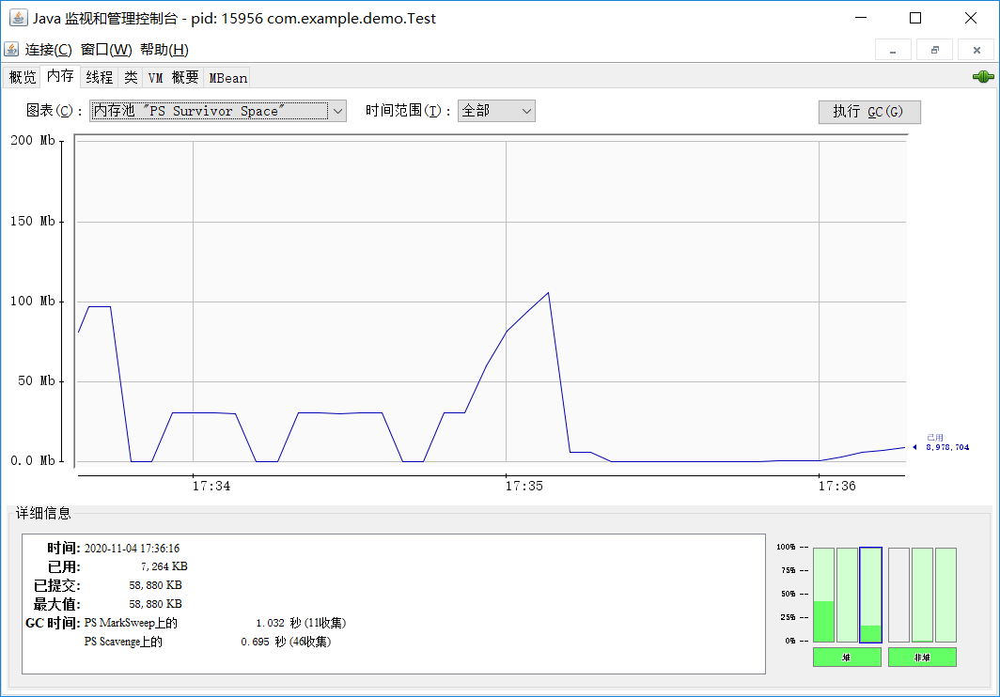 Java 监视和管理控制台 - pid: 15956 com.example.demo.Test
连接(C) 窗口(W) 帮助(H)
概览 内存 线程 类 VM 概要 MBean
图表(C): 内存池 "PS Survivor Space" 时间范围(T): 全部 执行 GC(G)
200 Mb
150 Mb
100 Mb
50 Mb
0.0 Mb
已用
8,978,704
17:34 17:35 17:36
详细信息
时间: 2020-11-04 17:36:16
已用: 7,264 KB
已提交: 58,880 KB
最大值: 58,880 KB
GC 时间: PS MarkSweep上的 1.032 秒 (11收集)
PS Scavenge上的 0.695 秒 (46收集)
100% --
75% --
50% --
25% --
0% --
堆 非堆